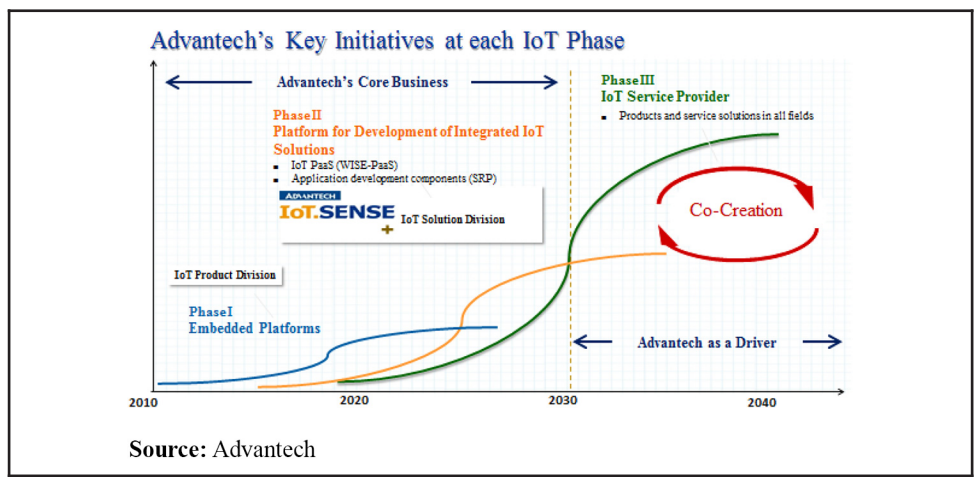 Advantech's Key Initiatives at each IoT Phase
Advantech's Core Business
PhaseIII
IoT Service Provider
▪ Products and service solutions in all fields
PhaseII
Platform for Development of Integrated IoT
Solutions
▪ IoT PaaS (WISE-PaaS)
▪ Application development components (SRP)
ADVANTECH
IoT.SENSE
+ IoT Solution Division
Co-Creation
IoT Product Division
PhaseI
Embedded Platforms
Advantech as a Driver
2010 2020 2030 2040
Source: Advantech